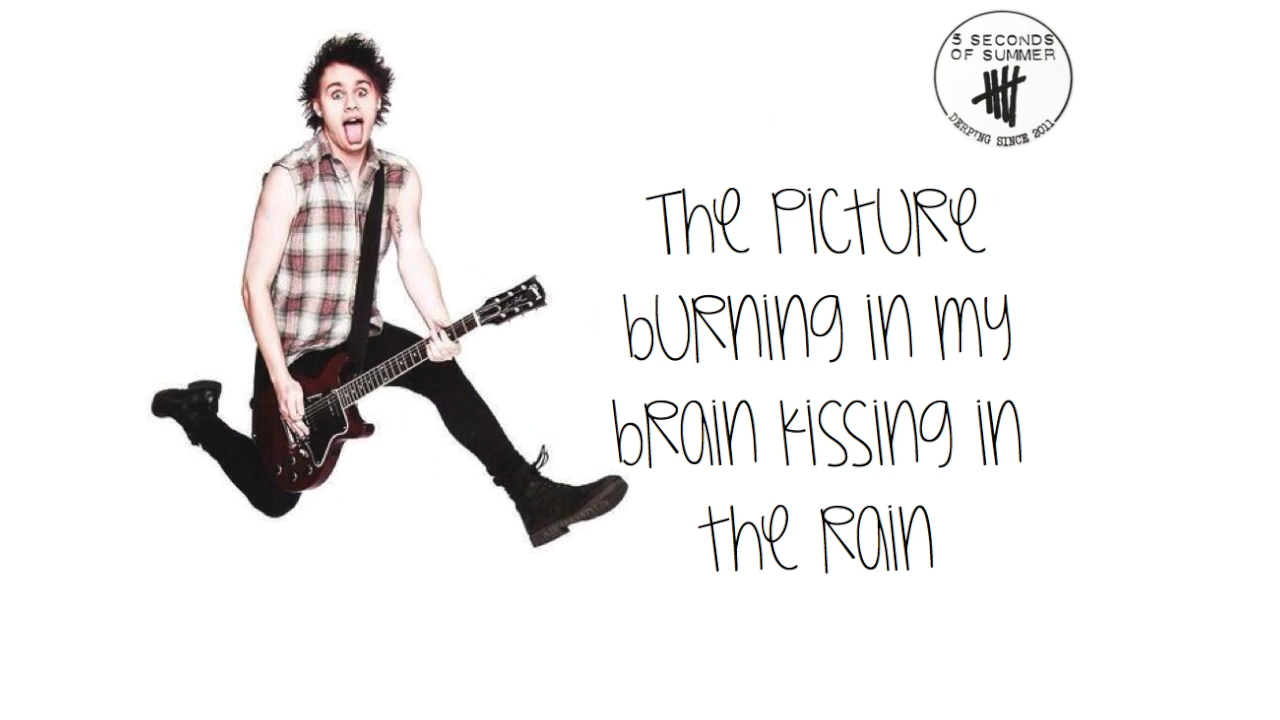 5 SECONDS
OF SUMMER
DERPING SINCE 2011
The PicTURe
bURning in my
bRain kissing in
the Rain